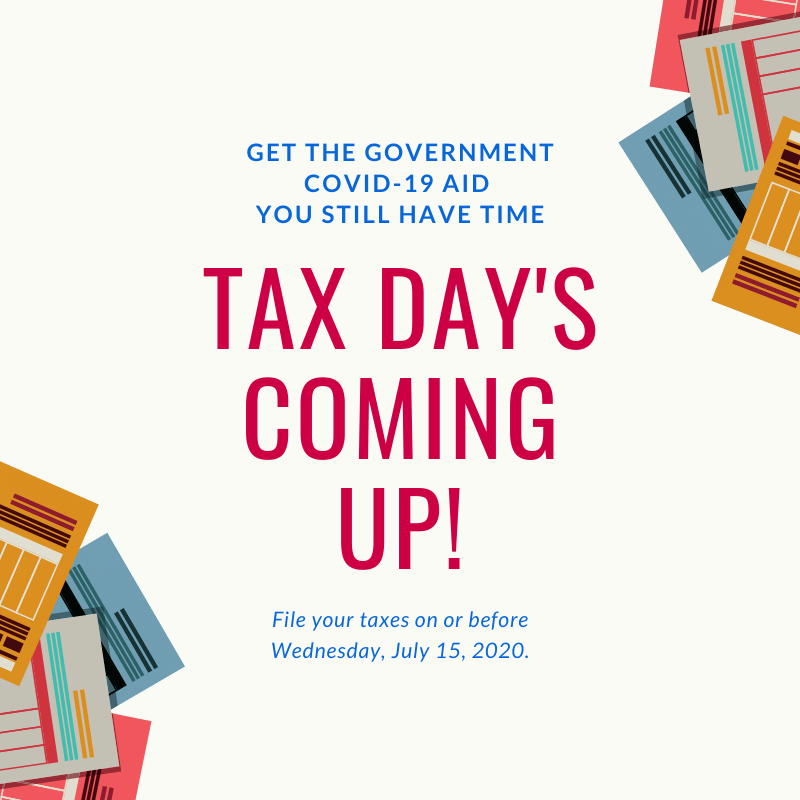 GET THE GOVERNMENT
COVID-19 AID
YOU STILL HAVE TIME
TAX DAY'S
COMING
UP!
File your taxes on or before
Wednesday, July 15, 2020.